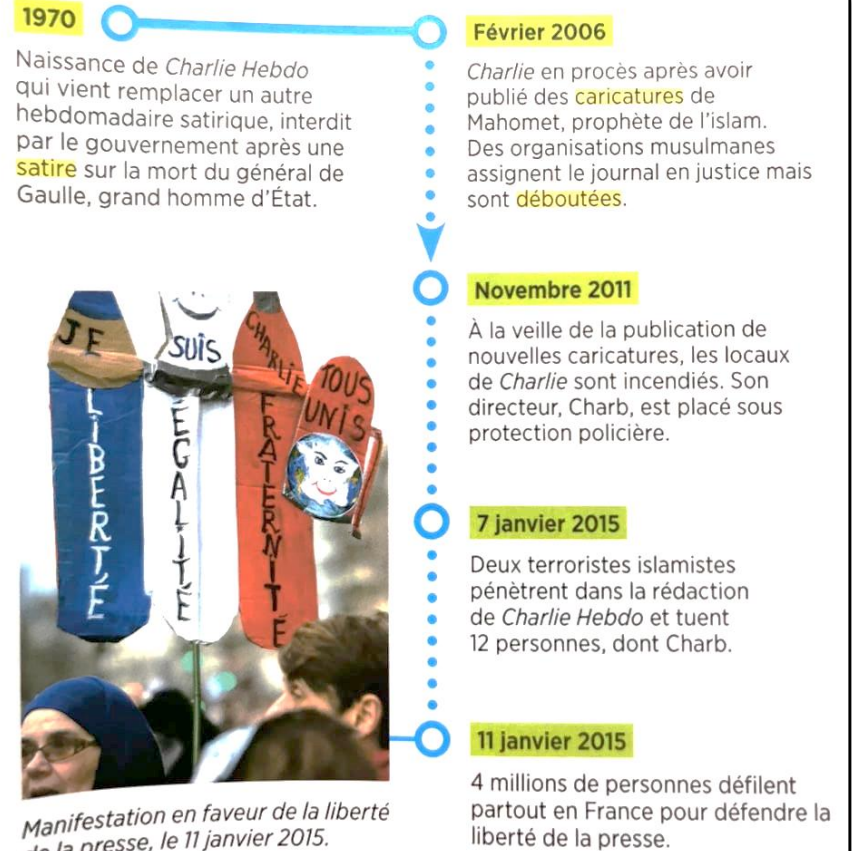 1970
Naissance de Charlie Hebdo
qui vient remplacer un autre
hebdomadaire satirique, interdit
par le gouvernement après une
satire sur la mort du général de
Gaulle, grand homme d'État.
JE
SUIS
CHARLIE
TOUS
UNIS
LIBERTÉ
EGALITÉ
FRATERNITÉ
Manifestation en faveur de la liberté
de la presse, le 11 janvier 2015.
Février 2006
Charlie en procès après avoir
publié des caricatures de
Mahomet, prophète de l'islam.
Des organisations musulmanes
assignent le journal en justice mais
sont déboutées.
Novembre 2011
À la veille de la publication de
nouvelles caricatures, les locaux
de Charlie sont incendiés. Son
directeur, Charb, est placé sous
protection policière.
7 janvier 2015
Deux terroristes islamistes
pénètrent dans la rédaction
de Charlie Hebdo et tuent
12 personnes, dont Charb.
11 janvier 2015
4 millions de personnes défilent
partout en France pour défendre la
liberté de la presse.